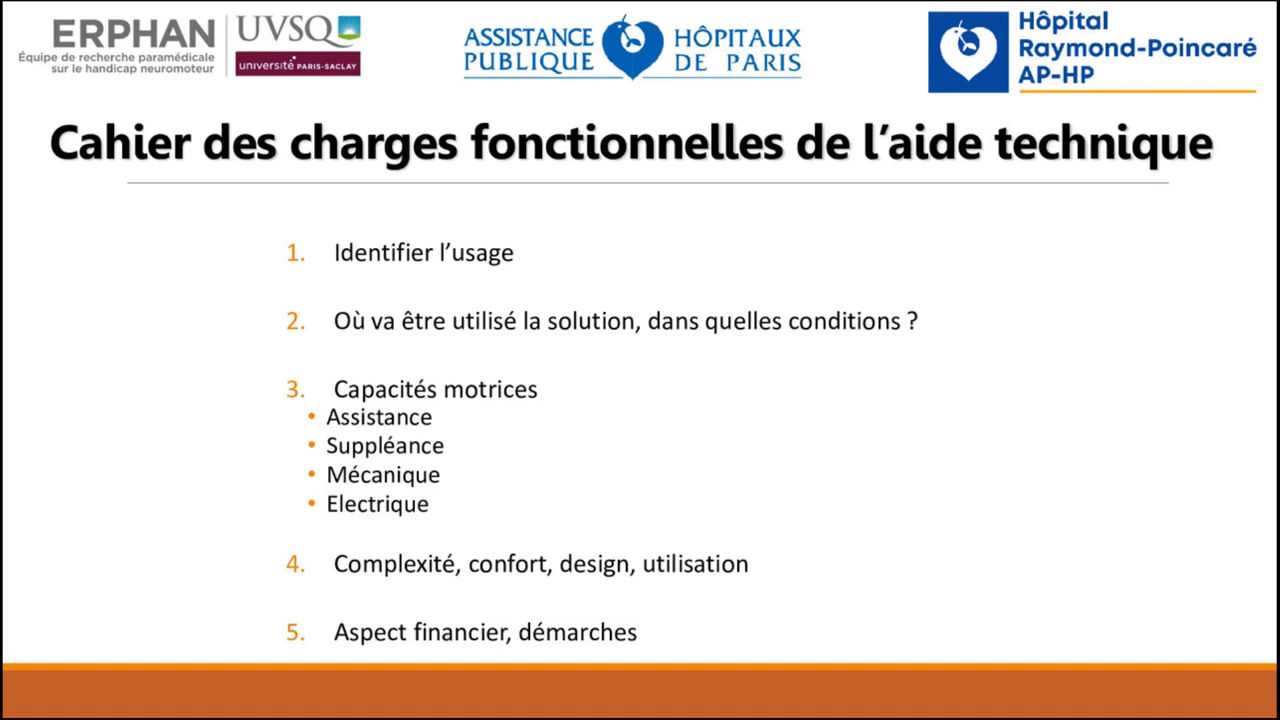 ERPHAN
Équipe de recherche paramédicale
sur le handicap neuromoteur
UVSQ
université PARIS-SACLAY
ASSISTANCE
PUBLIQUE
HÔPITAUX
DE PARIS
Hôpital
Raymond-Poincaré
AP-HP
Cahier des charges fonctionnelles de l'aide technique
1. Identifier l'usage
2. Où va être utilisé la solution, dans quelles conditions ?
3. Capacités motrices
• Assistance
• Suppléance
• Mécanique
• Electrique
4. Complexité, confort, design, utilisation
5. Aspect financier, démarches